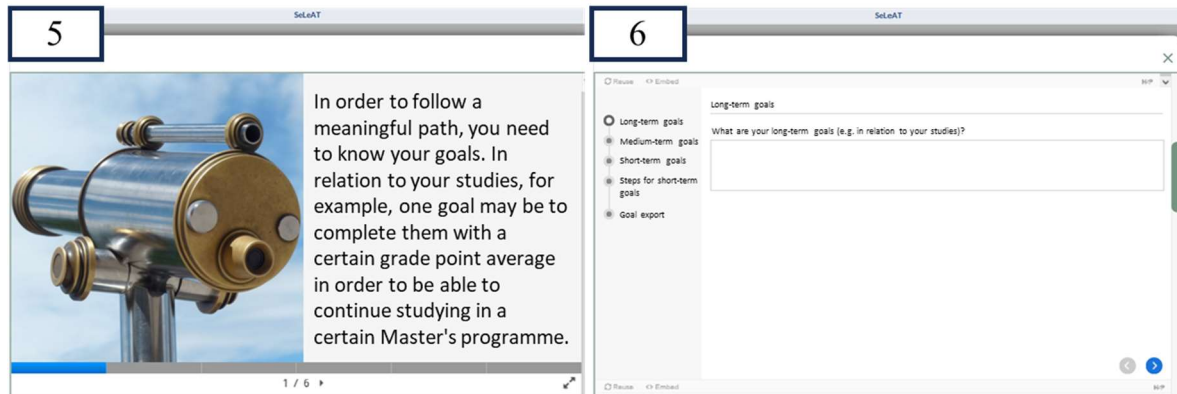 5
SeLeAT
In order to follow a
meaningful path, you need
to know your goals. In
relation to your studies, for
example, one goal may be to
complete them with a
certain grade point average
in order to be able to
continue studying in a
certain Master's programme.
1 / 6
6
SeLeAT
Reuse <> Embed
H-P
Long-term goals
Medium-term goals
Short-term goals
Steps for short-term
goals
Goal export
Long-term goals
What are your long-term goals (e.g. in relation to your studies)?
Reuse <> Embed
H-P